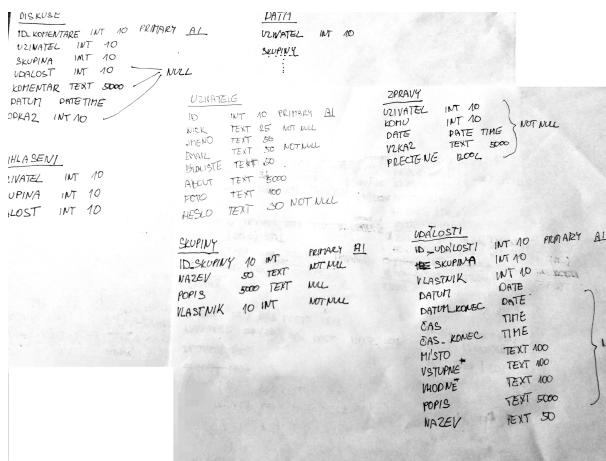 DISKUSE
ID_KOMENTARE INT 10 PRIMARY AI
UZIVATEL INT 10
SKUPINA INT 10
UDALOST INT 10
NULL
KOMENTAR TEXT 5000
DATUM DATETIME
ODKAZ INT 10
DATM
UZIVATEL INT 10
SKUPINY
IHLASENI
ZIVATEL INT 10
UPINA INT 10
ALOST INT 10
UZIVATELE
ID INT 10 PRIMARY AI
NICK TEXT 25 NOT NULL
JMENO TEXT 50
EMAIL TEXT 50 NOT NULL
BYDLISTE TEXT 50
ABOUT TEXT 5000
FOTO TEXT 100
HESLO TEXT 30 NOT NULL
ZPRAVY
UZIVATEL INT 10
KOMU INT 10
DATE DATE TIME
NOT NULL
VZKAZ TEXT 5000
PRECTENE BOOL
SKUPINY
ID_SKUPINY 10 INT PRIMARY AI
NAZEV 50 TEXT NOT NULL
POPIS 5000 TEXT NULL
VLASTNIK 10 INT NOT NULL
UDÁLOSTI
ID_UDÁLOSTI INT 10 PRIMARY AI
SKUPINA INT 10
VLASTNIK INT 10
DATUM DATE
DATUM_KONEC DATE
ČAS TIME
ČAS_KONEC TIME
MÍSTO TEXT 100
VSTUPNÉ TEXT 100
VHODNÉ TEXT 100
POPIS TEXT 5000
NAZEV TEXT 50